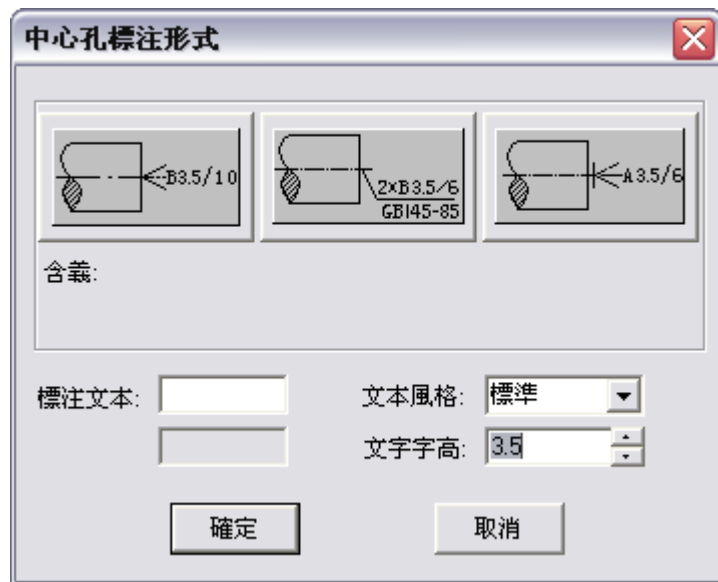 中心孔標注形式
B3.5/10
2×B3.5/6
GB145-85
A3.5/6
含義:
標注文本:
文本風格: 標準
文字字高: 3.5
確定 取消